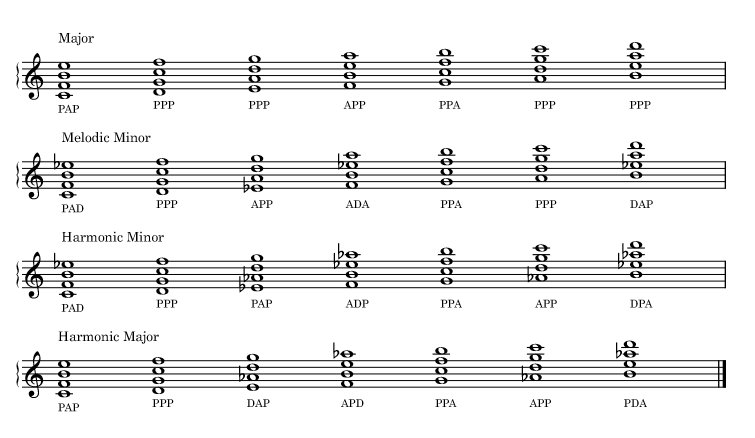 Major
PAP PPP PPP APP PPA PPP PPP
Melodic Minor
PAD PPP APP ADA PPA PPP DAP
Harmonic Minor
PAD PPP PAP ADP PPA APP DPA
Harmonic Major
PAP PPP DAP APD PPA APP PDA